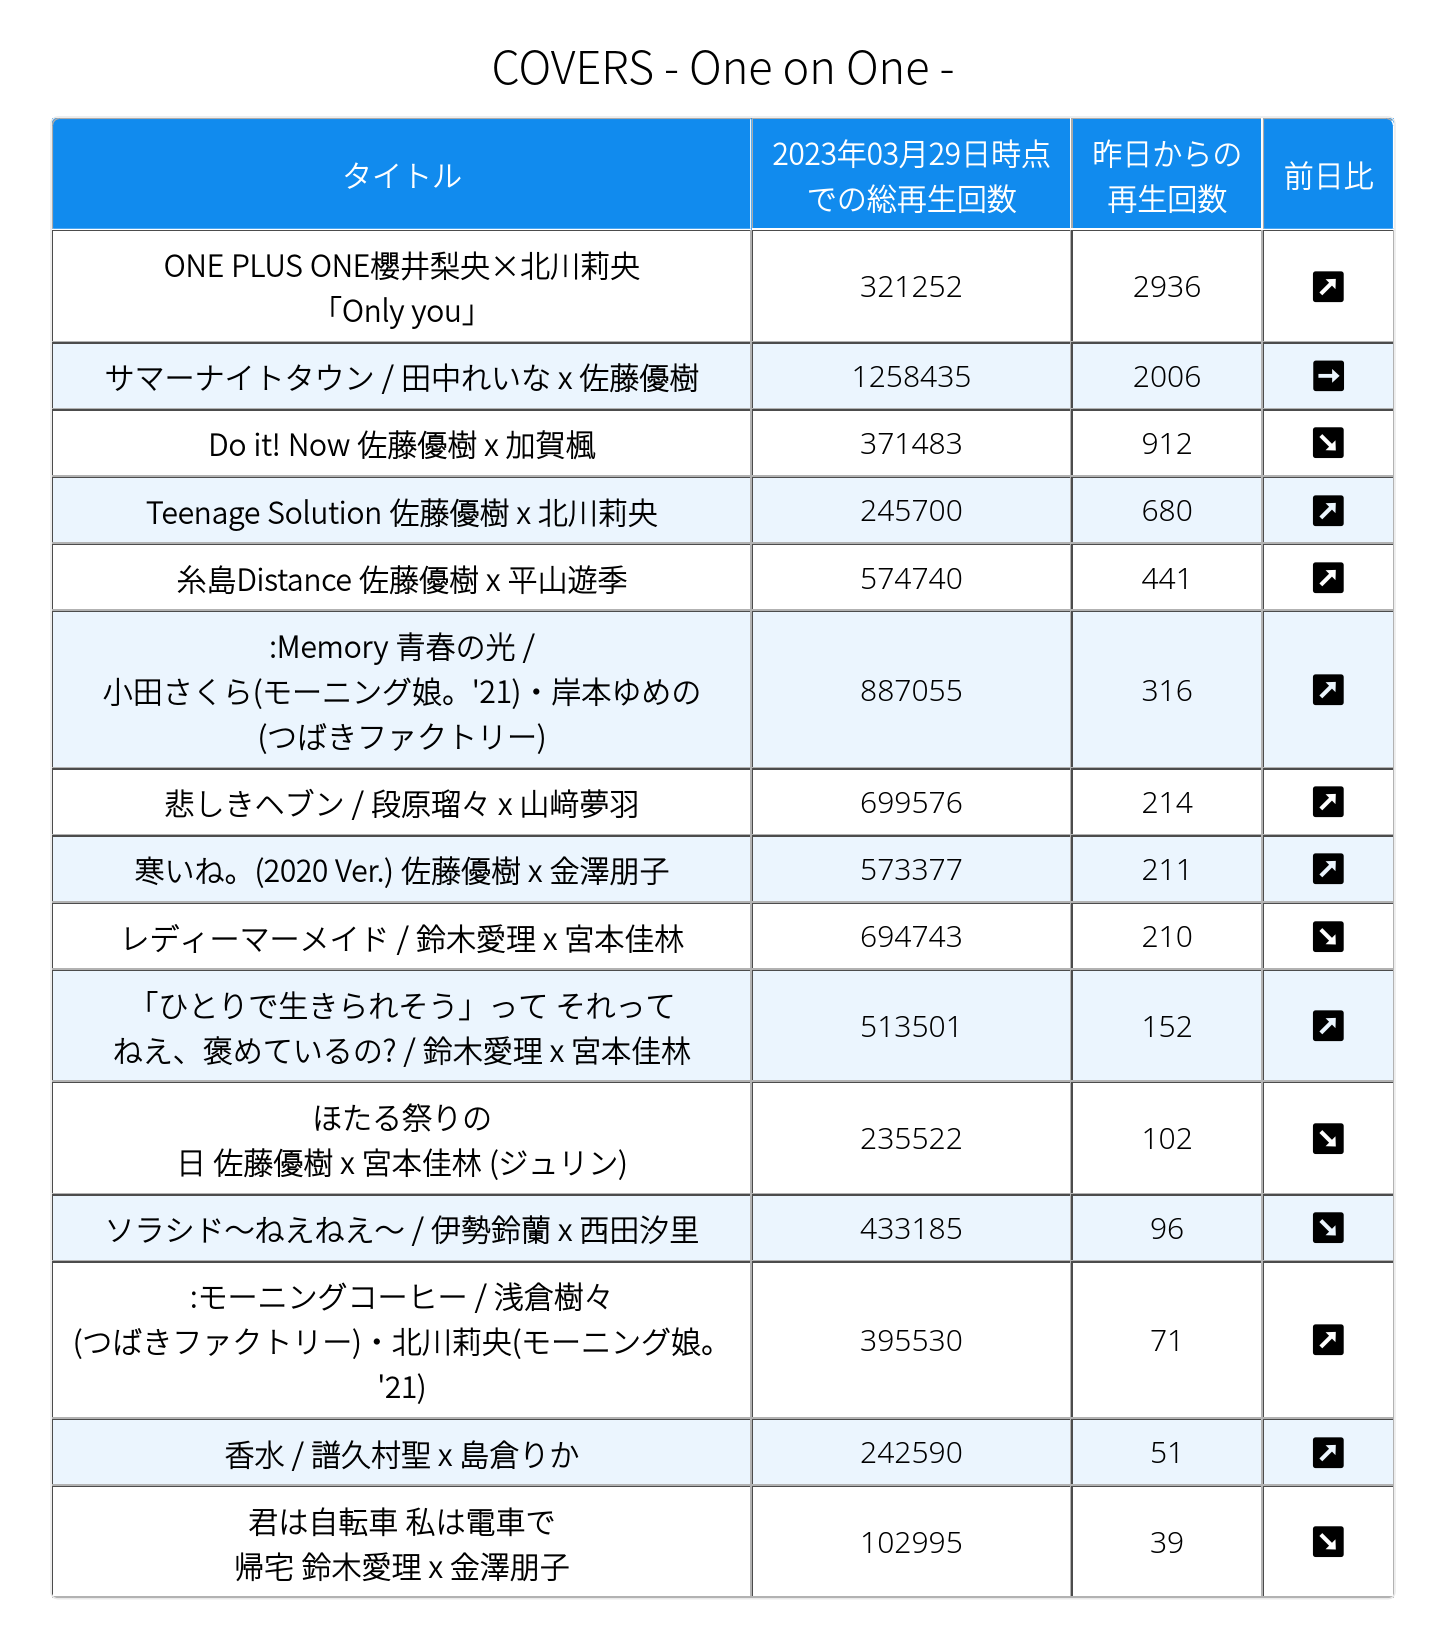 COVERS - One on One -
タイトル
2023年03月29日時点
での総再生回数
昨日からの
再生回数
前日比
ONE PLUS ONE櫻井梨央×北川莉央
「Only you」
321252
2936
サマーナイトタウン / 田中れいな x 佐藤優樹
1258435
2006
Do it! Now 佐藤優樹 x 加賀楓
371483
912
Teenage Solution 佐藤優樹 x 北川莉央
245700
680
糸島Distance 佐藤優樹 x 平山遊季
574740
441
:Memory 青春の光 /
小田さくら(モーニング娘。'21)・岸本ゆめの
(つばきファクトリー)
887055
316
悲しきヘブン / 段原瑠々 x 山﨑夢羽
699576
214
寒いね。(2020 Ver.) 佐藤優樹 x 金澤朋子
573377
211
レディーマーメイド / 鈴木愛理 x 宮本佳林
694743
210
「ひとりで生きられそう」って それって
ねえ、褒めているの? / 鈴木愛理 x 宮本佳林
513501
152
ほたる祭りの
日 佐藤優樹 x 宮本佳林 (ジュリン)
235522
102
ソラシド～ねえねえ～ / 伊勢鈴蘭 x 西田汐里
433185
96
:モーニングコーヒー / 浅倉樹々
(つばきファクトリー)・北川莉央(モーニング娘。
'21)
395530
71
香水 / 譜久村聖 x 島倉りか
242590
51
君は自転車 私は電車で
帰宅 鈴木愛理 x 金澤朋子
102995
39